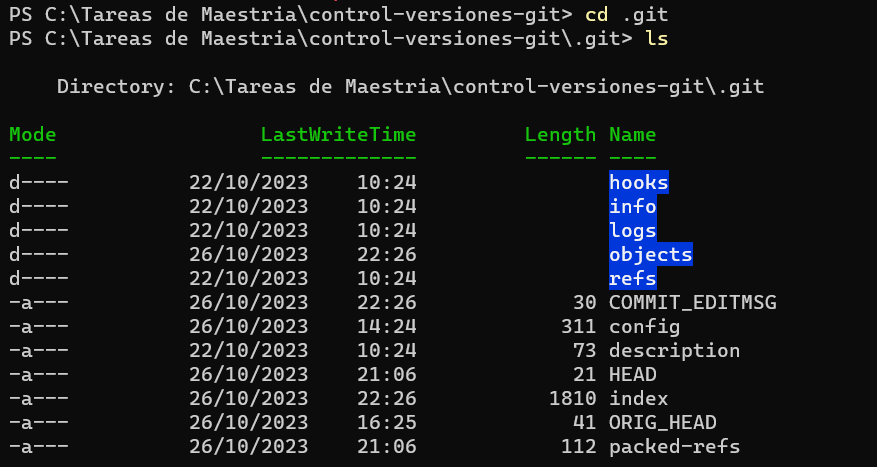 PS C:\Tareas de Maestria\control-versiones-git> cd .git
PS C:\Tareas de Maestria\control-versiones-git\.git> ls
Directory: C:\Tareas de Maestria\control-versiones-git\.git
Mode LastWriteTime Length Name
---- ------------- ------ ----
d---- 22/10/2023 10:24 hooks
d---- 22/10/2023 10:24 info
d---- 22/10/2023 10:24 logs
d---- 26/10/2023 22:26 objects
d---- 22/10/2023 10:24 refs
-a--- 26/10/2023 22:26 30 COMMIT_EDITMSG
-a--- 26/10/2023 14:24 311 config
-a--- 22/10/2023 10:24 73 description
-a--- 26/10/2023 21:06 21 HEAD
-a--- 26/10/2023 22:26 1810 index
-a--- 26/10/2023 16:25 41 ORIG_HEAD
-a--- 26/10/2023 21:06 112 packed-refs